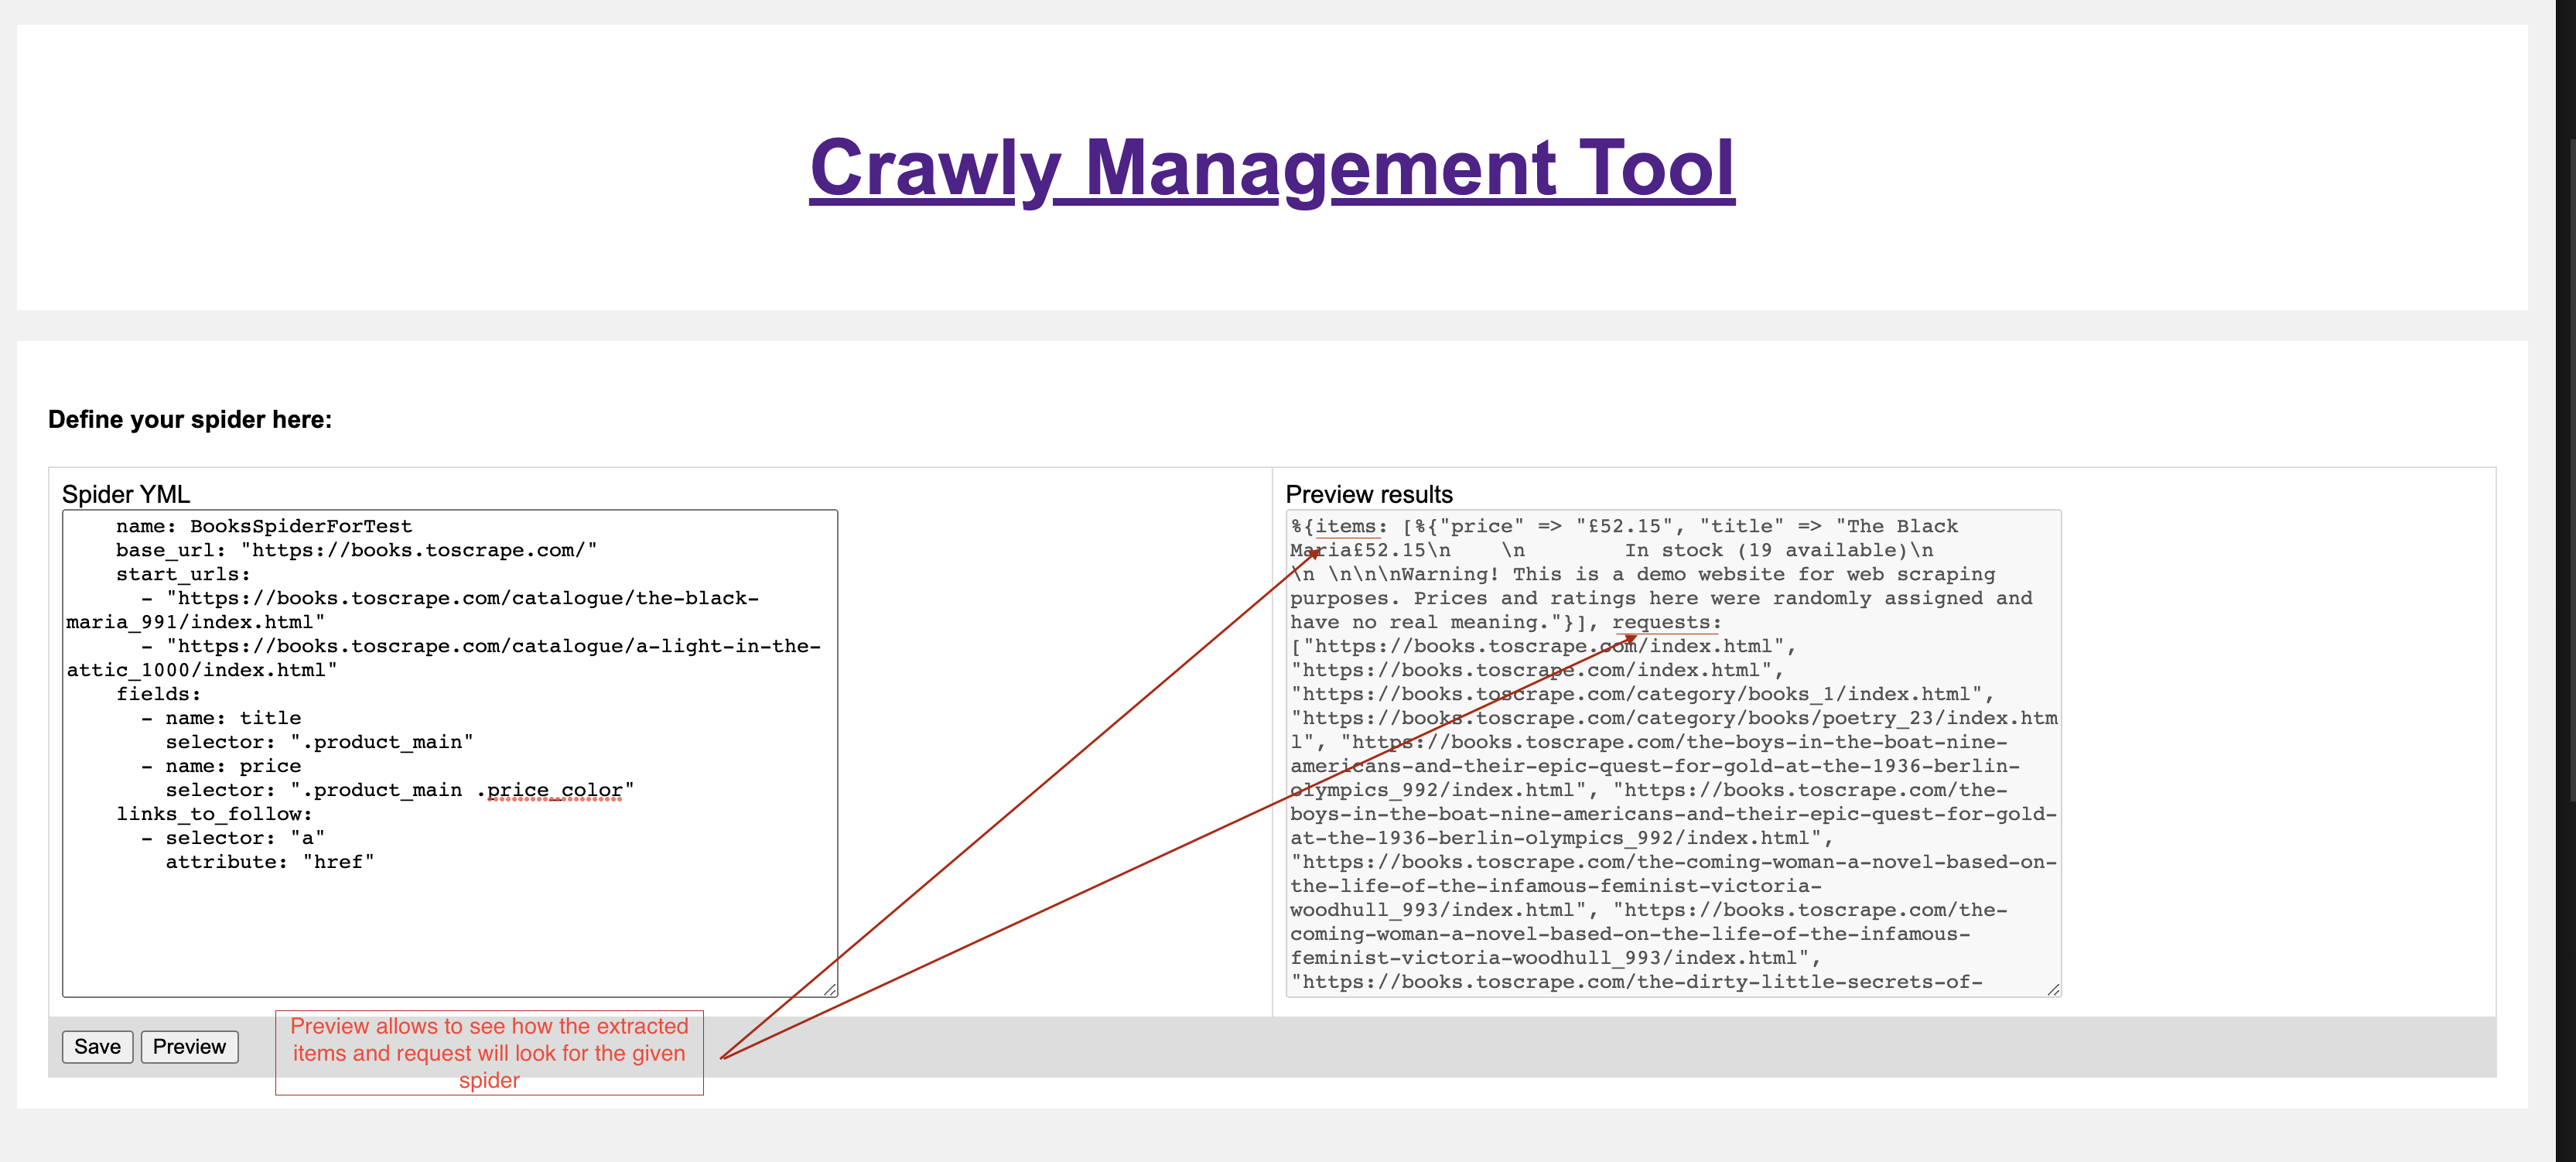 Crawly Management Tool
Define your spider here:
Spider YML
name: BooksSpiderForTest
base_url: "https://books.toscrape.com/"
start_urls:
- "https://books.toscrape.com/catalogue/the-black-
maria_991/index.html"
- "https://books.toscrape.com/catalogue/a-light-in-the-
attic_1000/index.html"
fields:
- name: title
selector: ".product_main"
- name: price
selector: ".product_main .price_color"
links_to_follow:
- selector: "a"
attribute: "href"
Preview results
%{items: [%{"price" => "£52.15", "title" => "The Black
Maria£52.15\n    \n        In stock (19 available)\n
\n \n\n\nWarning! This is a demo website for web scraping
purposes. Prices and ratings here were randomly assigned and
have no real meaning."}], requests:
["https://books.toscrape.com/index.html",
"https://books.toscrape.com/index.html",
"https://books.toscrape.com/category/books_1/index.html",
"https://books.toscrape.com/category/books/poetry_23/index.htm
l", "https://books.toscrape.com/the-boys-in-the-boat-nine-
americans-and-their-epic-quest-for-gold-at-the-1936-berlin-
olympics_992/index.html", "https://books.toscrape.com/the-
boys-in-the-boat-nine-americans-and-their-epic-quest-for-gold-
at-the-1936-berlin-olympics_992/index.html",
"https://books.toscrape.com/the-coming-woman-a-novel-based-on-
the-life-of-the-infamous-feminist-victoria-
woodhull_993/index.html", "https://books.toscrape.com/the-
coming-woman-a-novel-based-on-the-life-of-the-infamous-
feminist-victoria-woodhull_993/index.html",
"https://books.toscrape.com/the-dirty-little-secrets-of-
Save Preview
Preview allows to see how the extracted
items and request will look for the given
spider